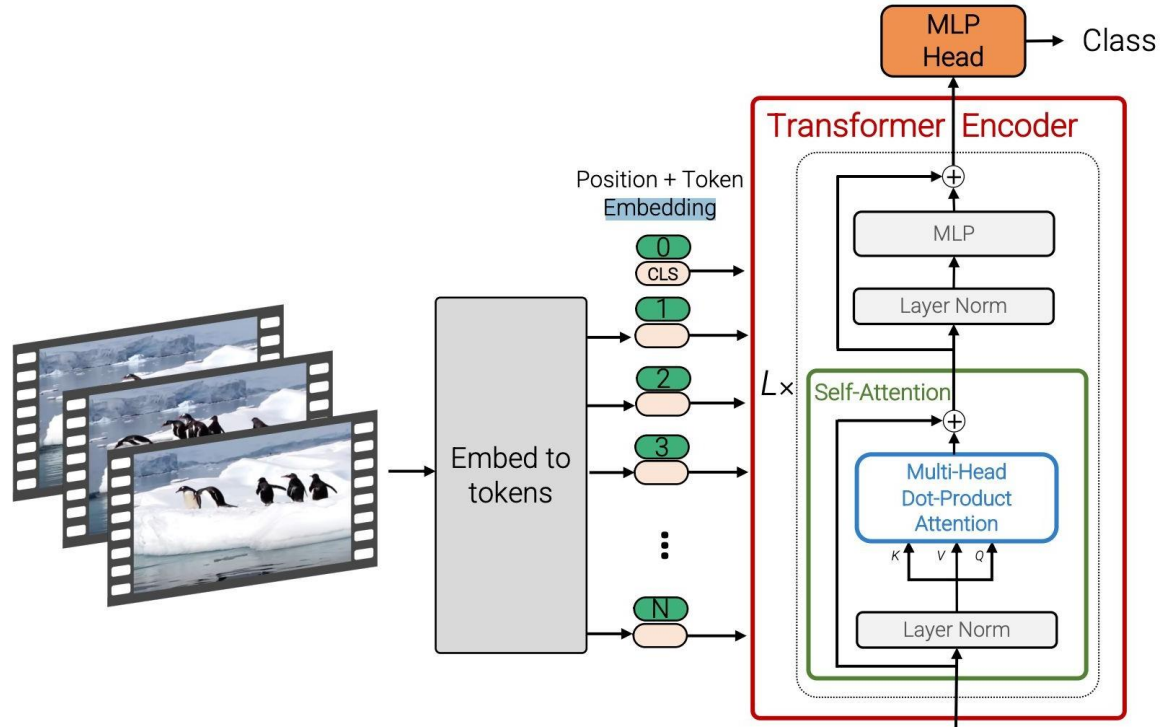 MLP
Head
Class
Transformer Encoder
Position + Token
Embedding
0
CLS
1
2
3
N
Embed to
tokens
L×
MLP
Layer Norm
Self-Attention
Multi-Head
Dot-Product
Attention
K V Q
Layer Norm